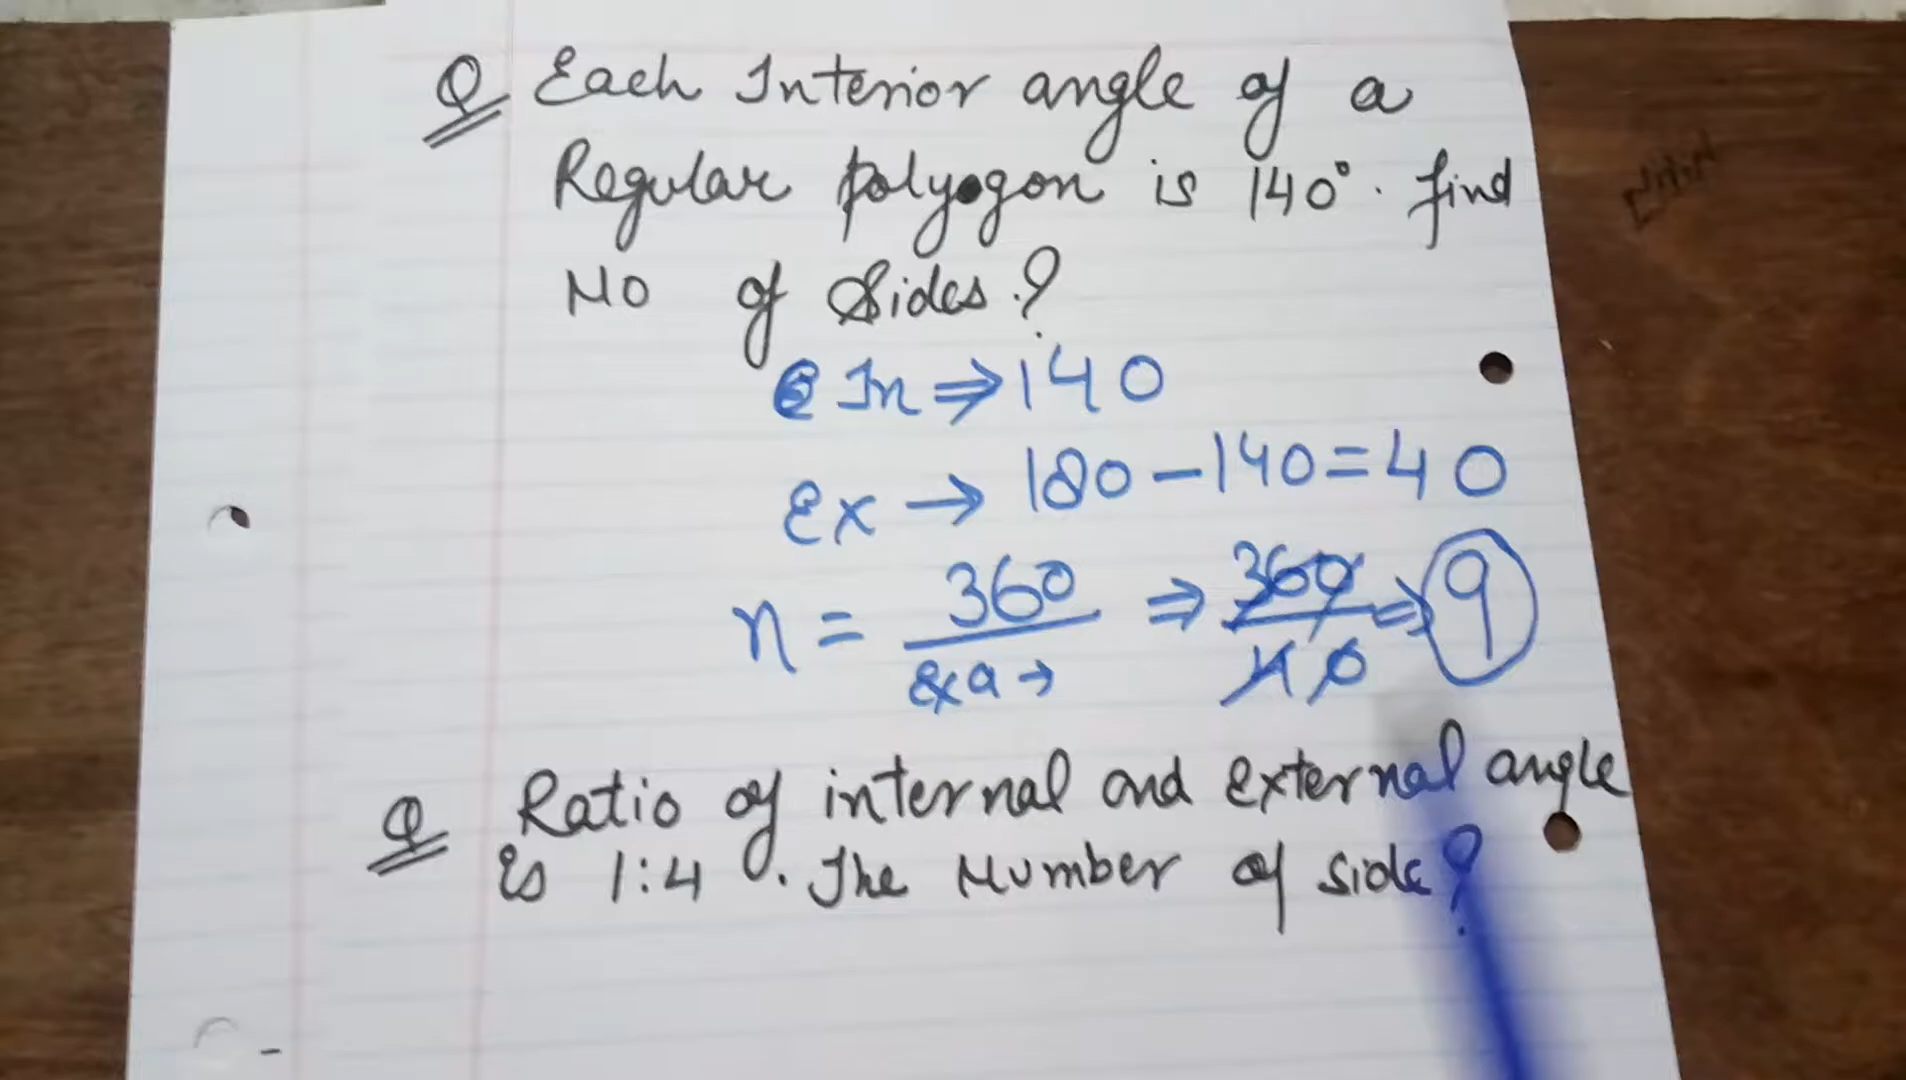 Q Each Interior angle of a
Regular polygon is 140°. find
No of Sides?
In ⇒ 140
Ex → 180 - 140 = 40
n = 360/exa → ⇒ 360/40 ⇒ 9
Q Ratio of internal and external angle
is 1:4. The Number of side?